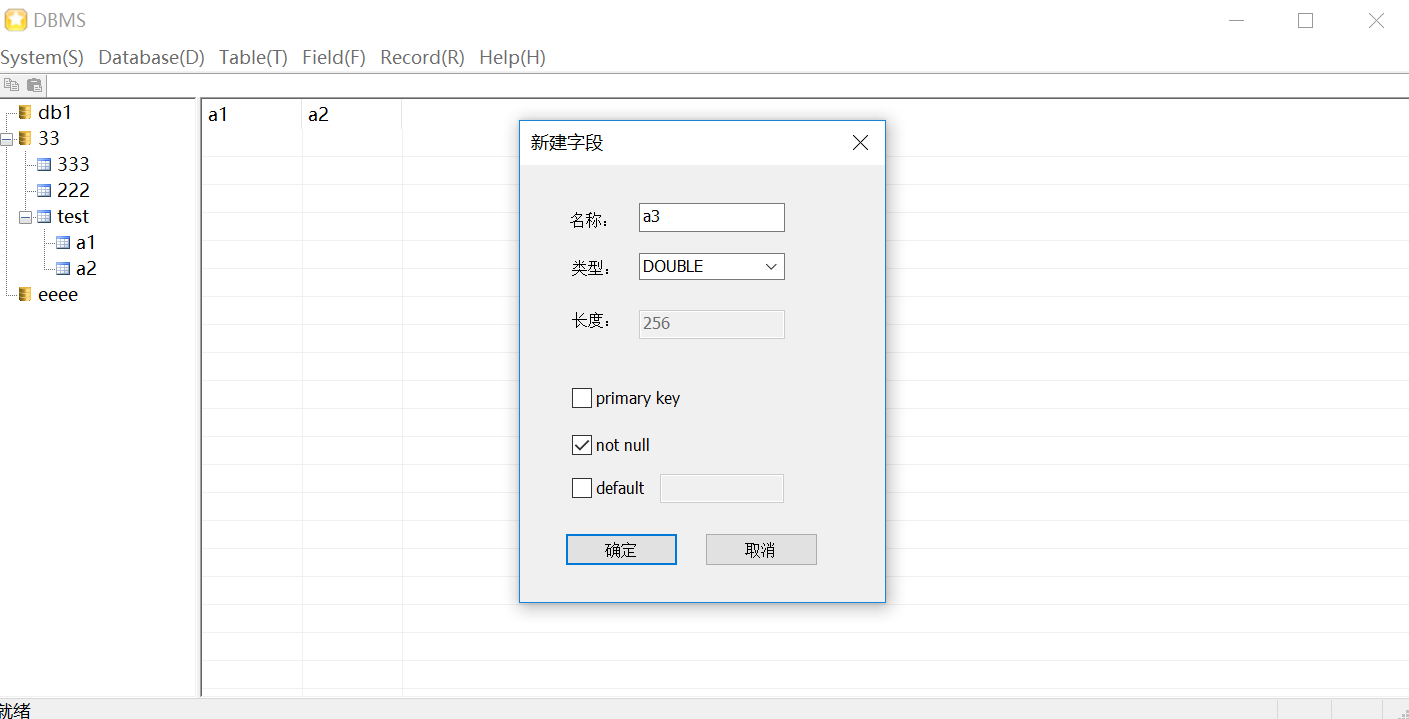 DBMS
System(S) Database(D) Table(T) Field(F) Record(R) Help(H)
db1
33
333
222
test
a1
a2
eeee
a1 a2
新建字段
名称： a3
类型： DOUBLE
长度： 256
primary key
not null
default
确定 取消
就绪